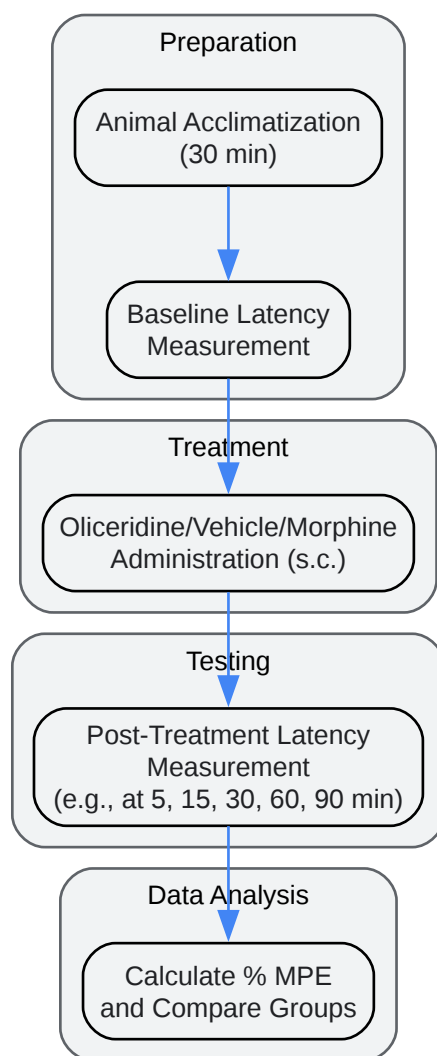 Preparation
Animal Acclimatization
(30 min)
Baseline Latency
Measurement
Treatment
Oliceridine/Vehicle/Morphine
Administration (s.c.)
Testing
Post-Treatment Latency
Measurement
(e.g., at 5, 15, 30, 60, 90 min)
Data Analysis
Calculate % MPE
and Compare Groups